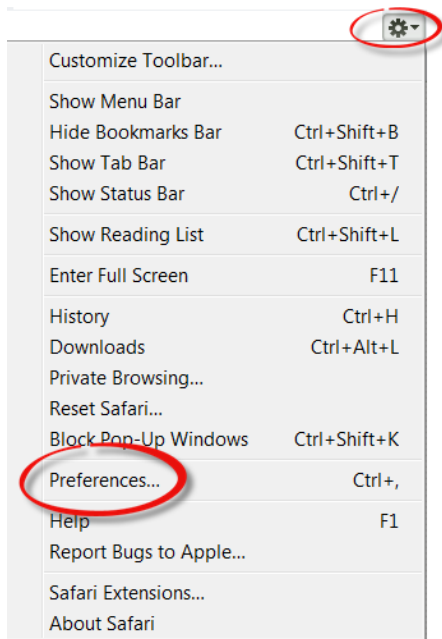 Customize Toolbar...
Show Menu Bar
Hide Bookmarks Bar Ctrl+Shift+B
Show Tab Bar Ctrl+Shift+T
Show Status Bar Ctrl+/
Show Reading List Ctrl+Shift+L
Enter Full Screen F11
History Ctrl+H
Downloads Ctrl+Alt+L
Private Browsing...
Reset Safari...
Block Pop-Up Windows Ctrl+Shift+K
Preferences... Ctrl+,
Help F1
Report Bugs to Apple...
Safari Extensions...
About Safari